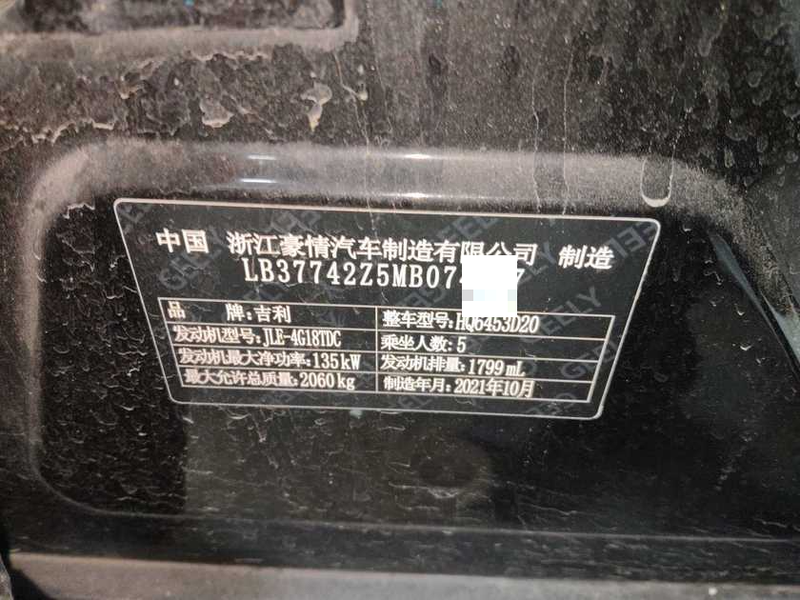 中国 浙江豪情汽车制造有限公司 制造
LB37742Z5MB07
品 牌:吉利 整车型号:HQ6453D20
发动机型号:JLE-4G18TDC 乘坐人数:5
发动机最大净功率:135kW 发动机排量:1799mL
最大允许总质量:2060kg 制造年月:2021年10月
GEELY